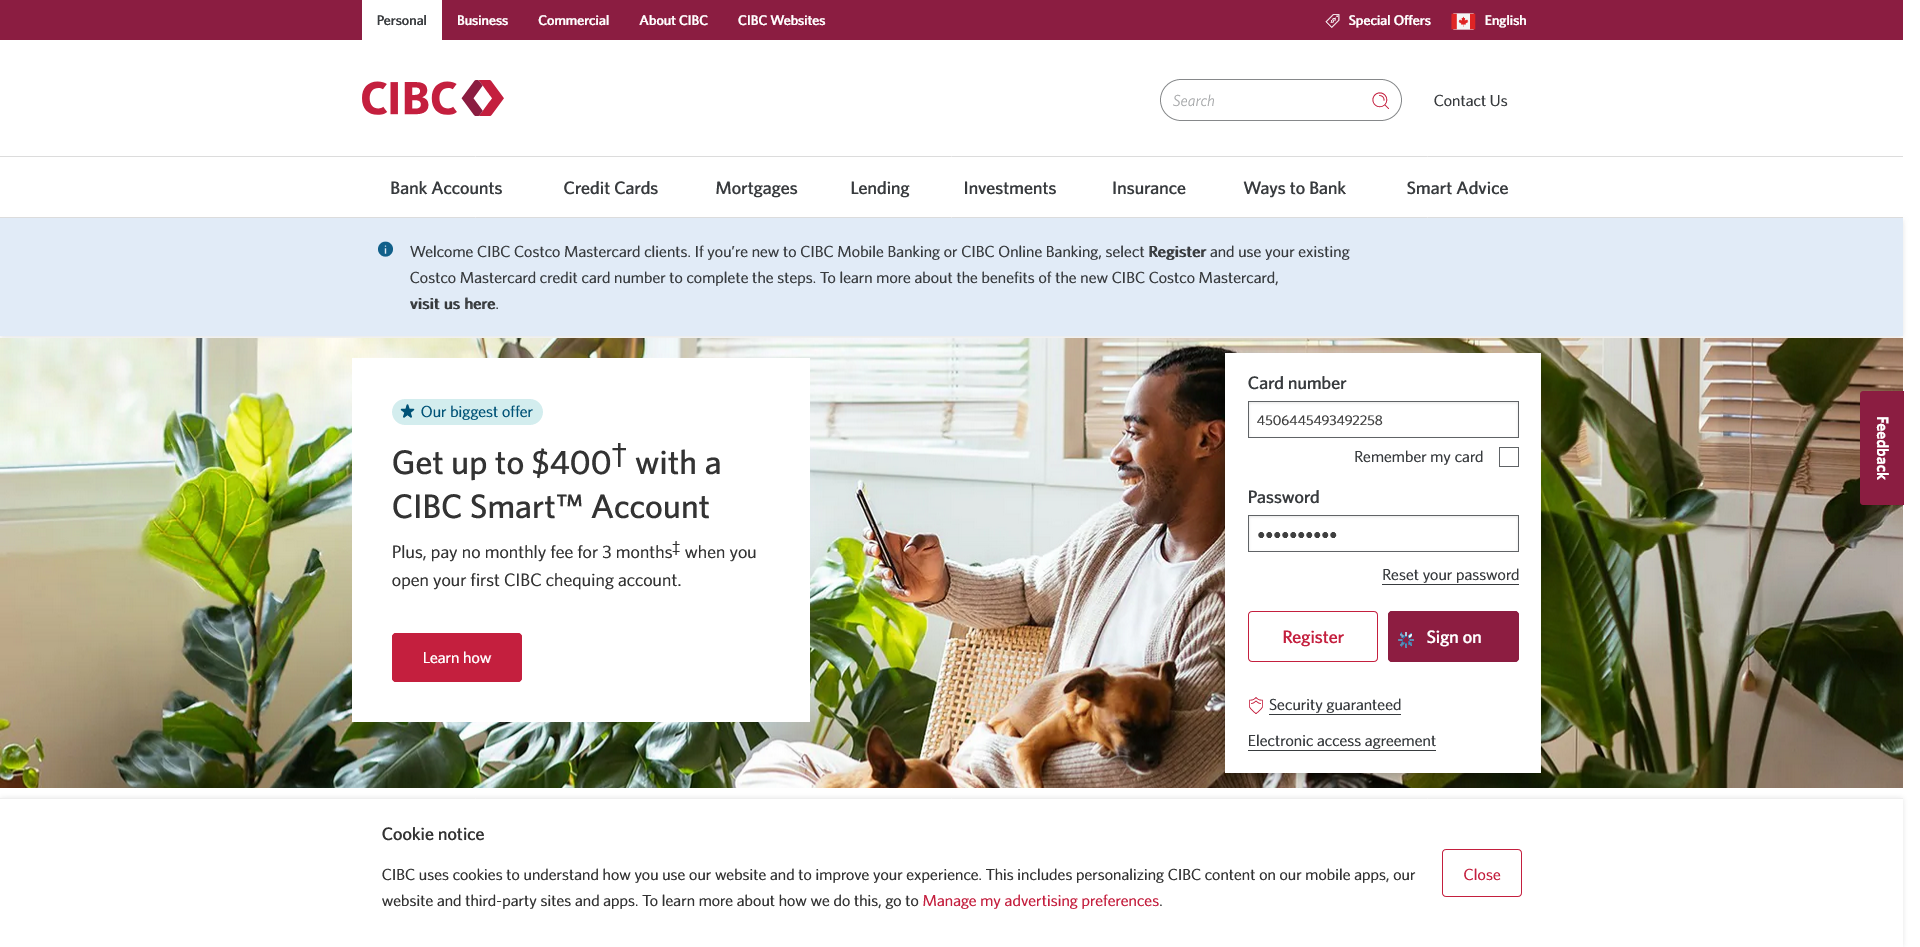 Personal
Business
Commercial
About CIBC
CIBC Websites
Special Offers
English
CIBC
Search
Contact Us
Bank Accounts
Credit Cards
Mortgages
Lending
Investments
Insurance
Ways to Bank
Smart Advice
Welcome CIBC Costco Mastercard clients. If you’re new to CIBC Mobile Banking or CIBC Online Banking, select Register and use your existing
Costco Mastercard credit card number to complete the steps. To learn more about the benefits of the new CIBC Costco Mastercard,
visit us here.
Our biggest offer
Get up to $400† with a
CIBC Smart™ Account
Plus, pay no monthly fee for 3 months‡ when you
open your first CIBC chequing account.
Learn how
Card number
4506445493492258
Remember my card
Password
••••••••••
Reset your password
Register
Sign on
Security guaranteed
Electronic access agreement
Feedback
Cookie notice
CIBC uses cookies to understand how you use our website and to improve your experience. This includes personalizing CIBC content on our mobile apps, our
website and third-party sites and apps. To learn more about how we do this, go to Manage my advertising preferences.
Close